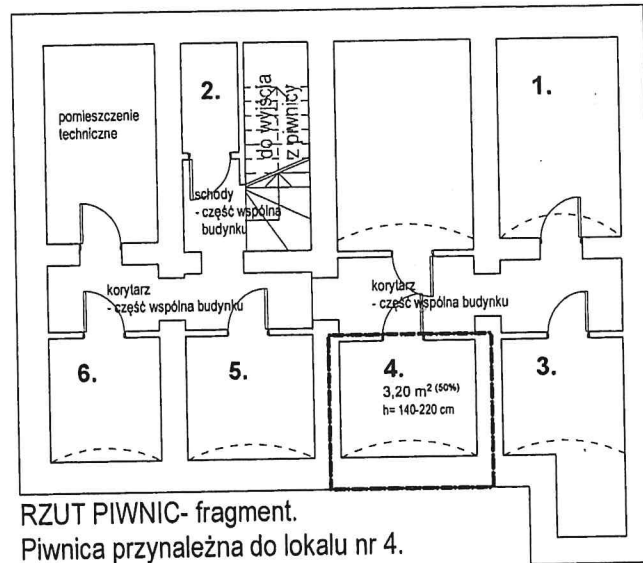 pomieszczenie
techniczne
2.
do wyjścia
z piwnicy
1.
schody
- część wspólna
budynku
korytarz
- część wspólna budynku
korytarz
- część wspólna budynku
6.
5.
4.
3,20 m² (50%)
h= 140-220 cm
3.
RZUT PIWNIC- fragment.
Piwnica przynależna do lokalu nr 4.